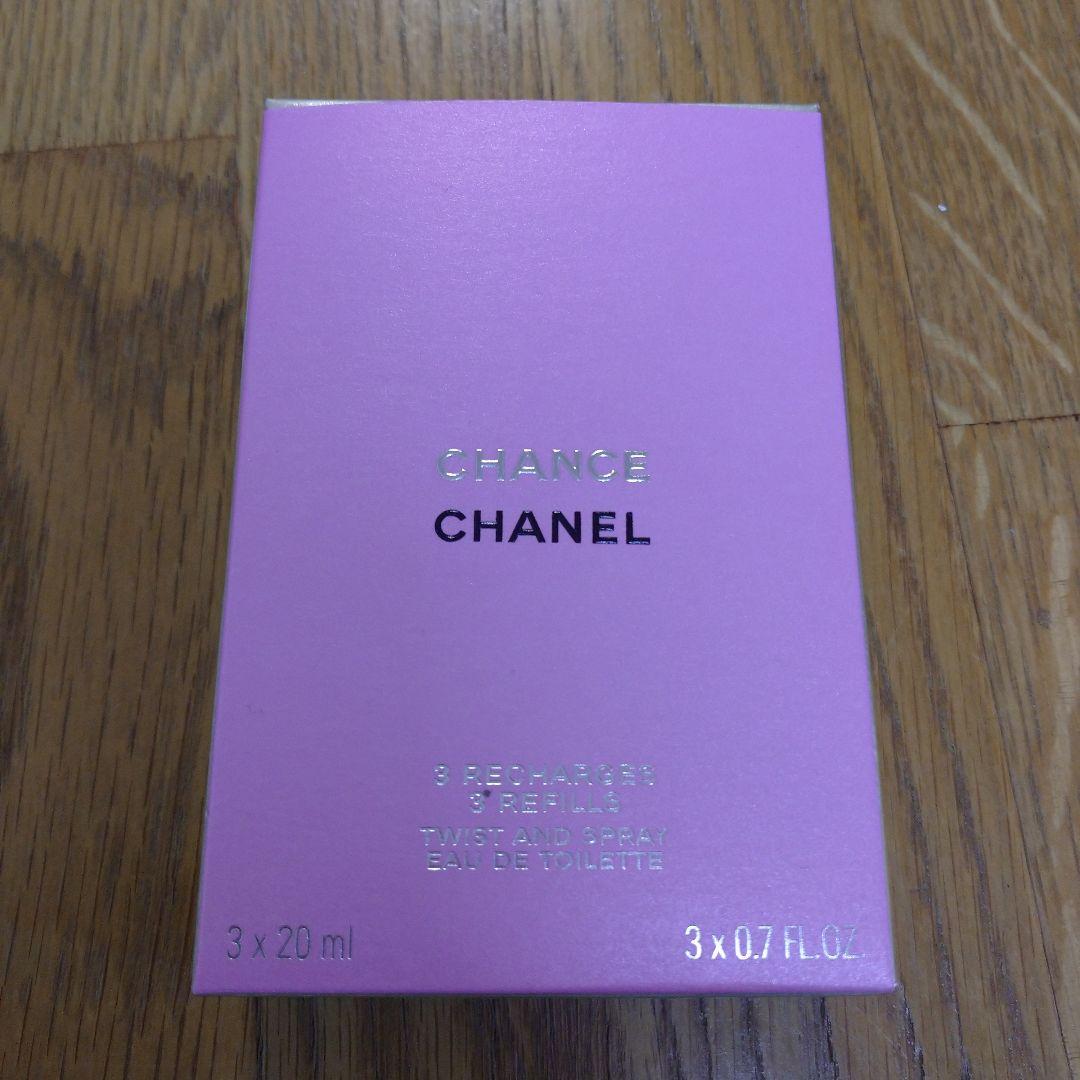 CHANCE
CHANEL
3 RECHARGES
3 REFILLS
TWIST AND SPRAY
EAU DE TOILETTE
3 x 20 ml
3 x 0.7 FL.OZ.